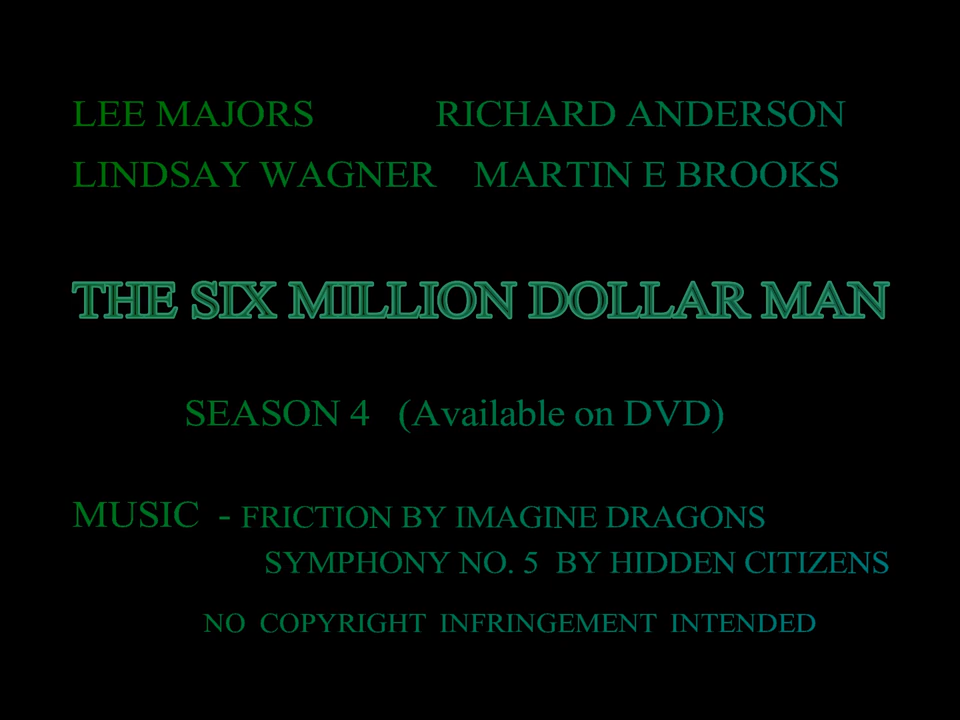 LEE MAJORS RICHARD ANDERSON
LINDSAY WAGNER MARTIN E BROOKS
THE SIX MILLION DOLLAR MAN
SEASON 4 (Available on DVD)
MUSIC - FRICTION BY IMAGINE DRAGONS
SYMPHONY NO. 5 BY HIDDEN CITIZENS
NO COPYRIGHT INFRINGEMENT INTENDED